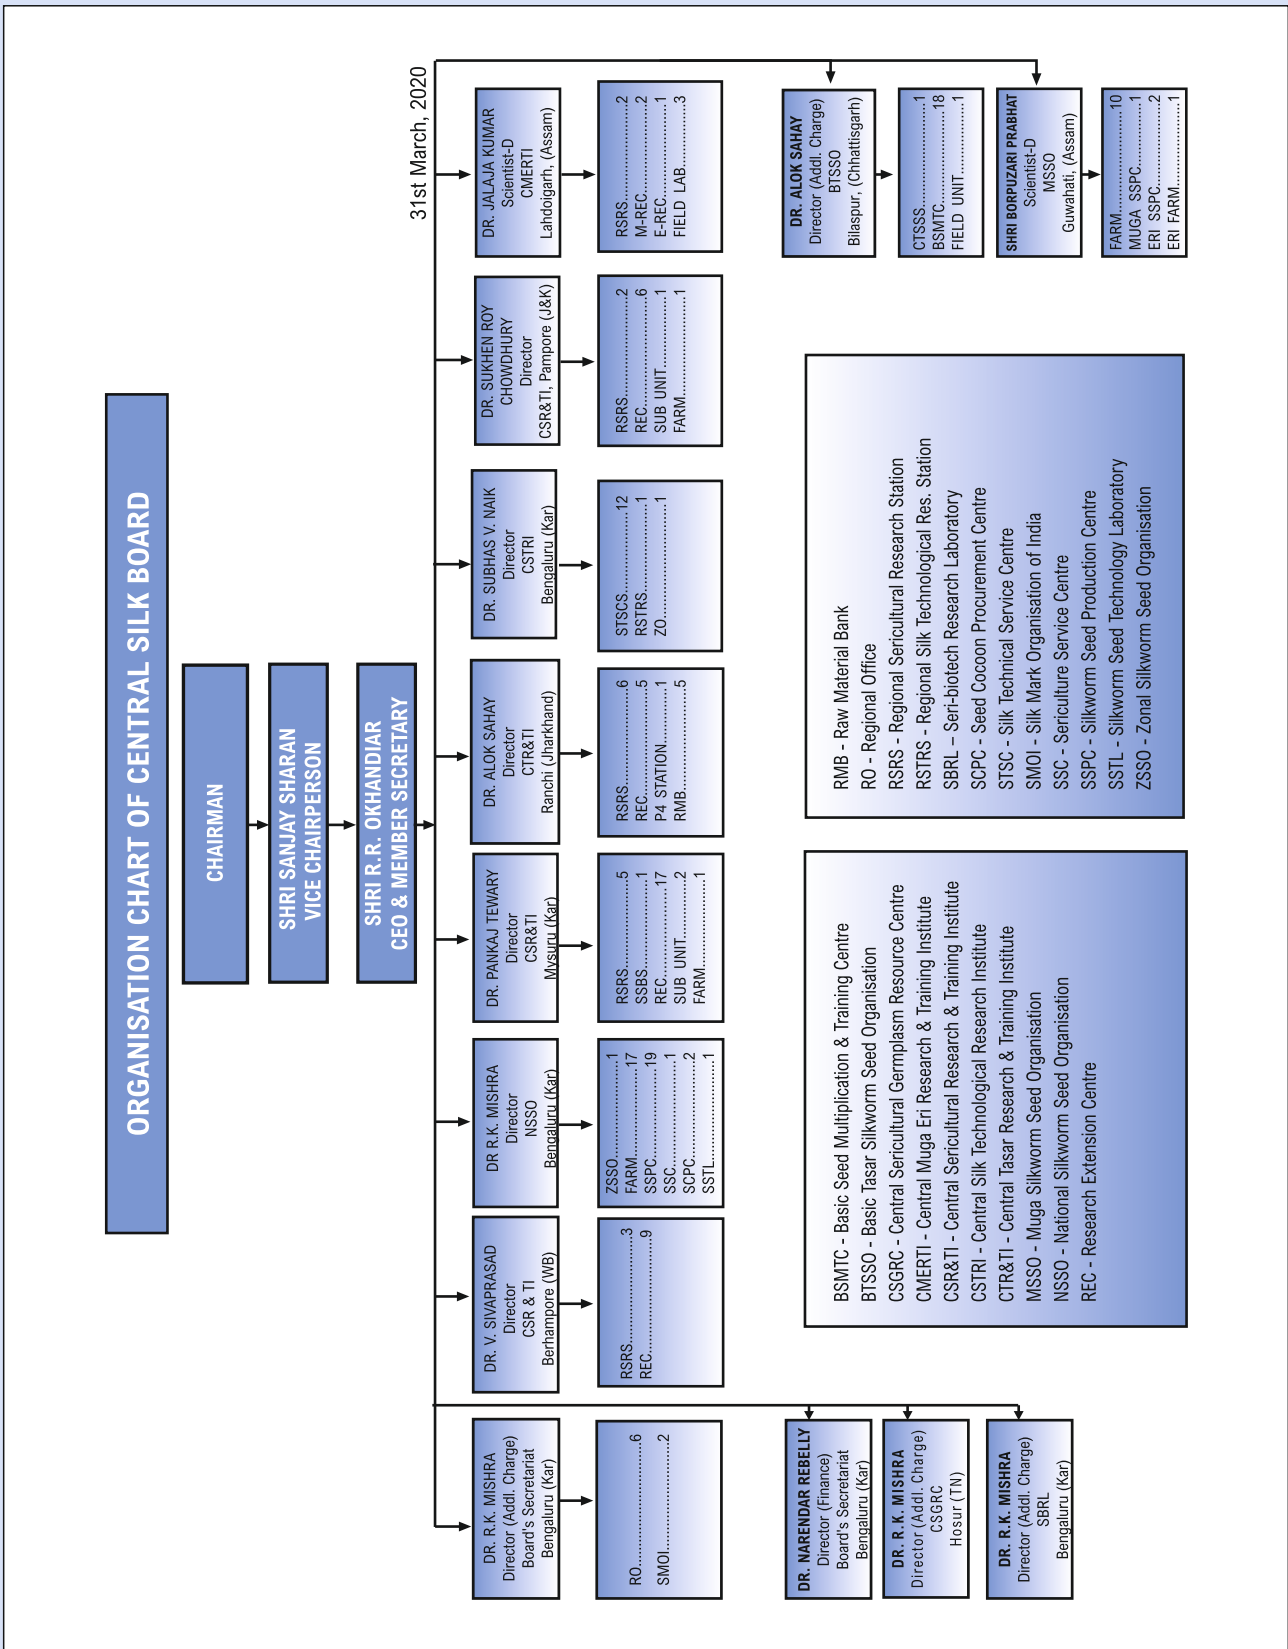 ORGANISATION CHART OF CENTRAL SILK BOARD
CHAIRMAN
SHRI SANJAY SHARAN
VICE CHAIRPERSON
SHRI R.R. OKHANDIAR
CEO & MEMBER SECRETARY
31st March, 2020
DR. R.K. MISHRA
Director (Addl. Charge)
Board's Secretariat
Bengaluru (Kar)
RO..........................6
SMOI......................2
DR. V. SIVAPRASAD
Director
CSR & TI
Berhampore (WB)
RSRS..........................3
REC............................9
DR R.K. MISHRA
Director
NSSO
Bengaluru (Kar)
ZSSO.....................1
FARM...................17
SSPC...................19
SSC......................1
SCPC....................2
SSTL.....................1
DR. PANKAJ TEWARY
Director
CSR&TI
Mysuru (Kar)
RSRS....................5
SSBS....................1
REC.....................17
SUB UNIT..............2
FARM.....................1
DR. ALOK SAHAY
Director
CTR&TI
Ranchi (Jharkhand)
RSRS....................6
REC......................5
P4 STATION...........1
RMB.....................5
DR. SUBHAS V. NAIK
Director
CSTRI
Bengaluru (Kar)
STSCS..................12
RSTRS...................1
ZO........................1
DR. SUKHEN ROY
CHOWDHURY
Director
CSR&TI, Pampore (J&K)
RSRS....................2
REC......................6
SUB UNIT..............1
FARM....................1
DR. JALAJA KUMAR
Scientist-D
CMERTI
Lahdoigarh, (Assam)
RSRS....................2
M-REC...................2
E-REC....................1
FIELD LAB..............3
DR. NARENDAR REBELLY
Director (Finance)
Board's Secretariat
Bengaluru (Kar)
DR. R.K. MISHRA
Director (Addl. Charge)
CSGRC
Hosur (TN)
DR. R.K. MISHRA
Director (Addl. Charge)
SBRL
Bengaluru (Kar)
DR. ALOK SAHAY
Director (Addl. Charge)
BTSSO
Bilaspur, (Chhattisgarh)
CTSSS....................1
BSMTC..................18
FIELD UNIT..............1
SHRI BORPUZARI PRABHAT
Scientist-D
MSSO
Guwahati, (Assam)
FARM....................10
MUGA SSPC............1
ERI SSPC................2
ERI FARM................1
BSMTC - Basic Seed Multiplication & Training Centre
BTSSO - Basic Tasar Silkworm Seed Organisation
CSGRC - Central Sericultural Germplasm Resource Centre
CMERTI - Central Muga Eri Research & Training Institute
CSR&TI - Central Sericultural Research & Training Institute
CSTRI - Central Silk Technological Research Institute
CTR&TI - Central Tasar Research & Training Institute
MSSO - Muga Silkworm Seed Organisation
NSSO - National Silkworm Seed Organisation
REC - Research Extension Centre
RMB - Raw Material Bank
RO - Regional Office
RSRS - Regional Sericultural Research Station
RSTRS - Regional Silk Technological Res. Station
SBRL – Seri-biotech Research Laboratory
SCPC - Seed Cocoon Procurement Centre
STSC - Silk Technical Service Centre
SMOI - Silk Mark Organisation of India
SSC - Sericulture Service Centre
SSPC - Silkworm Seed Production Centre
SSTL - Silkworm Seed Technology Laboratory
ZSSO - Zonal Silkworm Seed Organisation